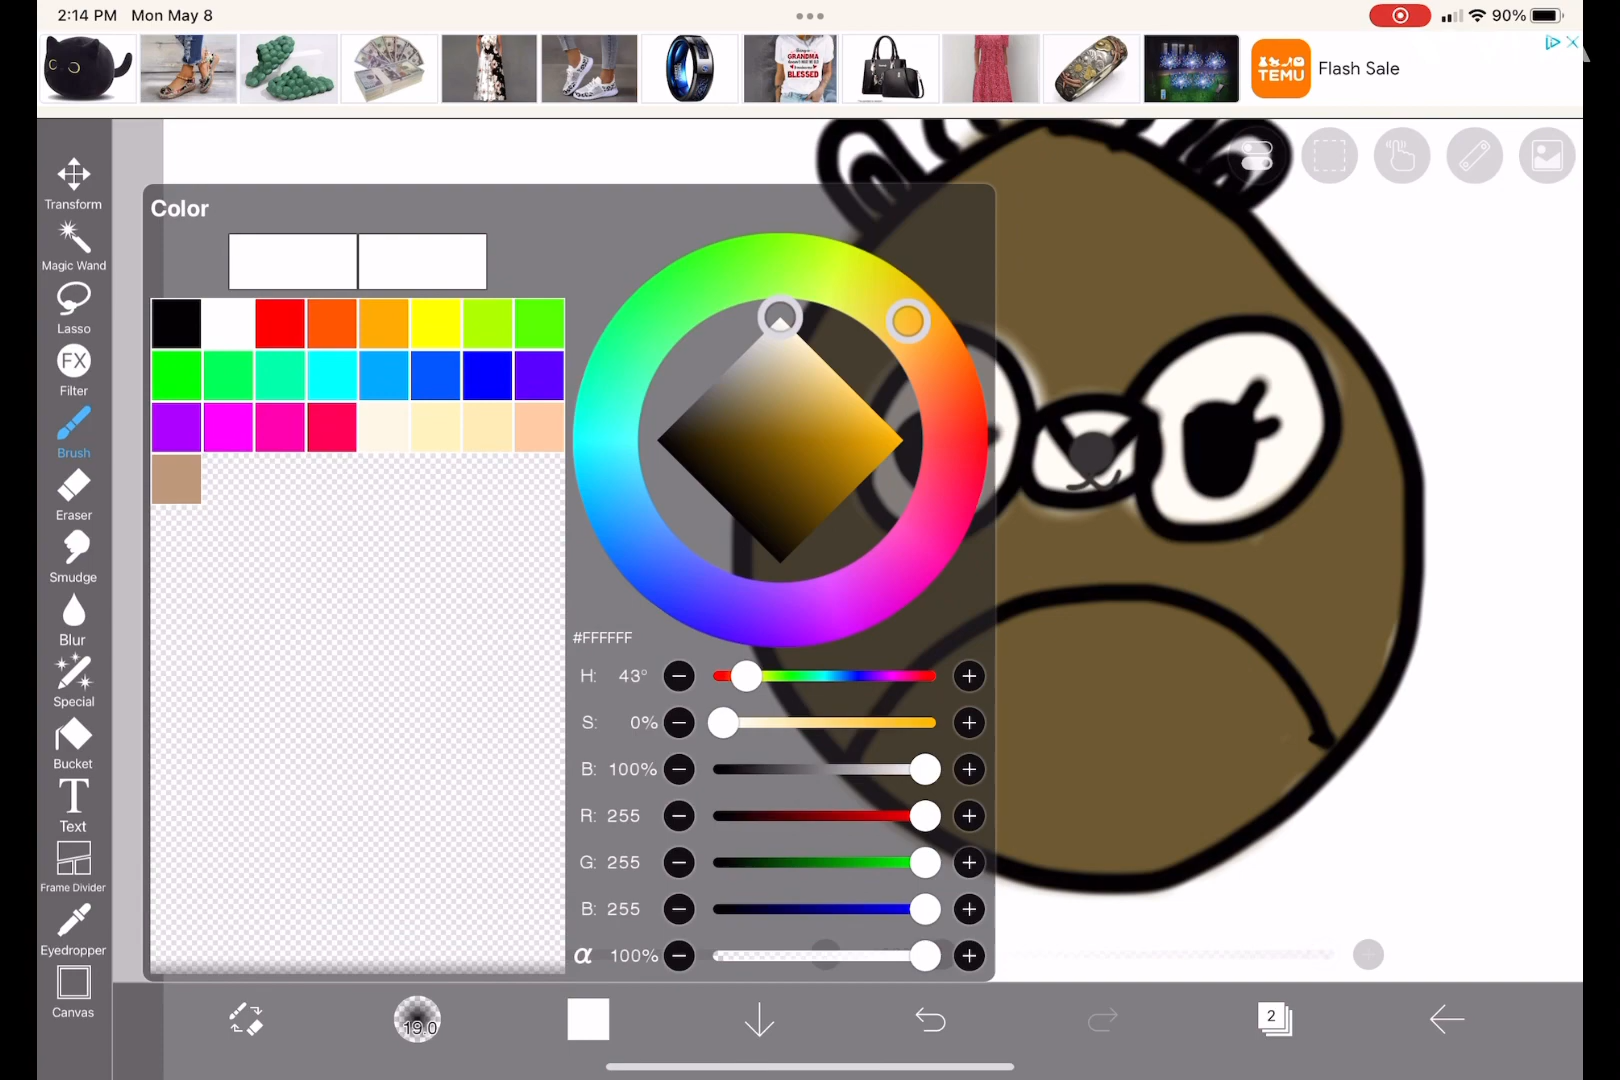 2:14 PM Mon May 8
90%
GRANDMA
BLESSED
TEMU
Flash Sale
Transform
Magic Wand
Lasso
FX
Filter
Brush
Eraser
Smudge
Blur
Special
Bucket
T
Text
Frame Divider
Eyedropper
Canvas
Color
#FFFFFF
H: 43°
S: 0%
B: 100%
R: 255
G: 255
B: 255
α 100%
19.0
2